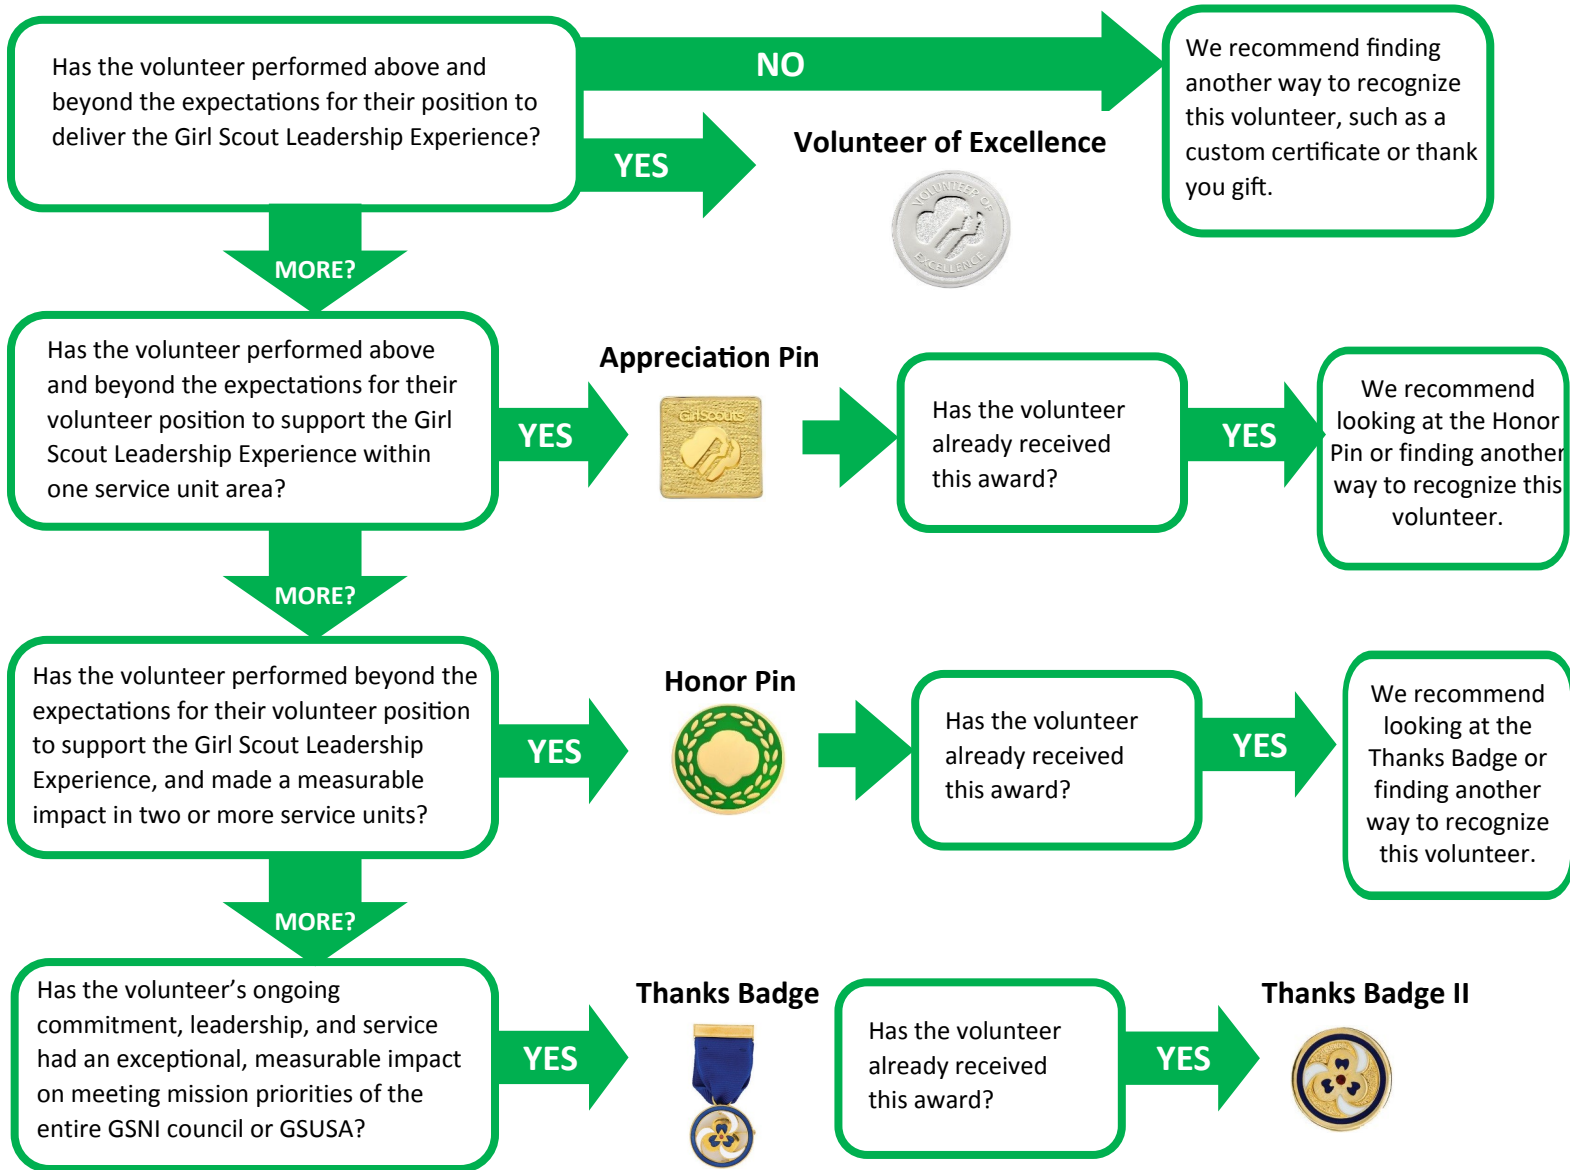 Has the volunteer performed above and
beyond the expectations for their position to
deliver the Girl Scout Leadership Experience?
NO
We recommend finding
another way to recognize
this volunteer, such as a
custom certificate or thank
you gift.
YES
Volunteer of Excellence
VOLUNTEER OF
EXCELLENCE
MORE?
Has the volunteer performed above
and beyond the expectations for their
volunteer position to support the Girl
Scout Leadership Experience within
one service unit area?
YES
Appreciation Pin
Girl Scouts
Has the volunteer
already received
this award?
YES
We recommend
looking at the Honor
Pin or finding another
way to recognize this
volunteer.
MORE?
Has the volunteer performed beyond the
expectations for their volunteer position
to support the Girl Scout Leadership
Experience, and made a measurable
impact in two or more service units?
YES
Honor Pin
Has the volunteer
already received
this award?
YES
We recommend
looking at the
Thanks Badge or
finding another
way to recognize
this volunteer.
MORE?
Has the volunteer’s ongoing
commitment, leadership, and service
had an exceptional, measurable impact
on meeting mission priorities of the
entire GSNI council or GSUSA?
YES
Thanks Badge
Has the volunteer
already received
this award?
YES
Thanks Badge II